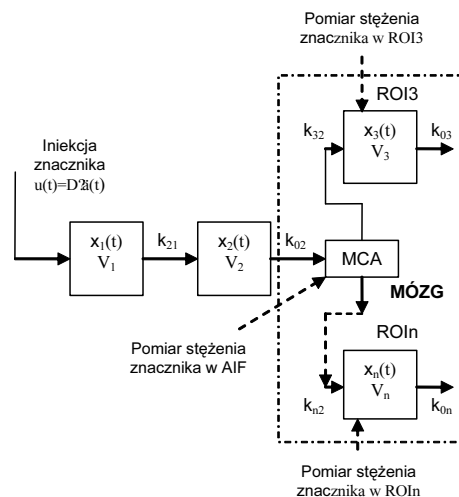 Pomiar stężenia
znacznika w ROI3
ROI3
k32
x3(t)
V3
k03
Iniekcja
znacznika
u(t)=D?ä(t)
x1(t)
V1
k21
x2(t)
V2
k02
MCA
MÓZG
Pomiar stężenia
znacznika w AIF
ROIn
xn(t)
Vn
kn2
k0n
Pomiar stężenia
znacznika w ROIn